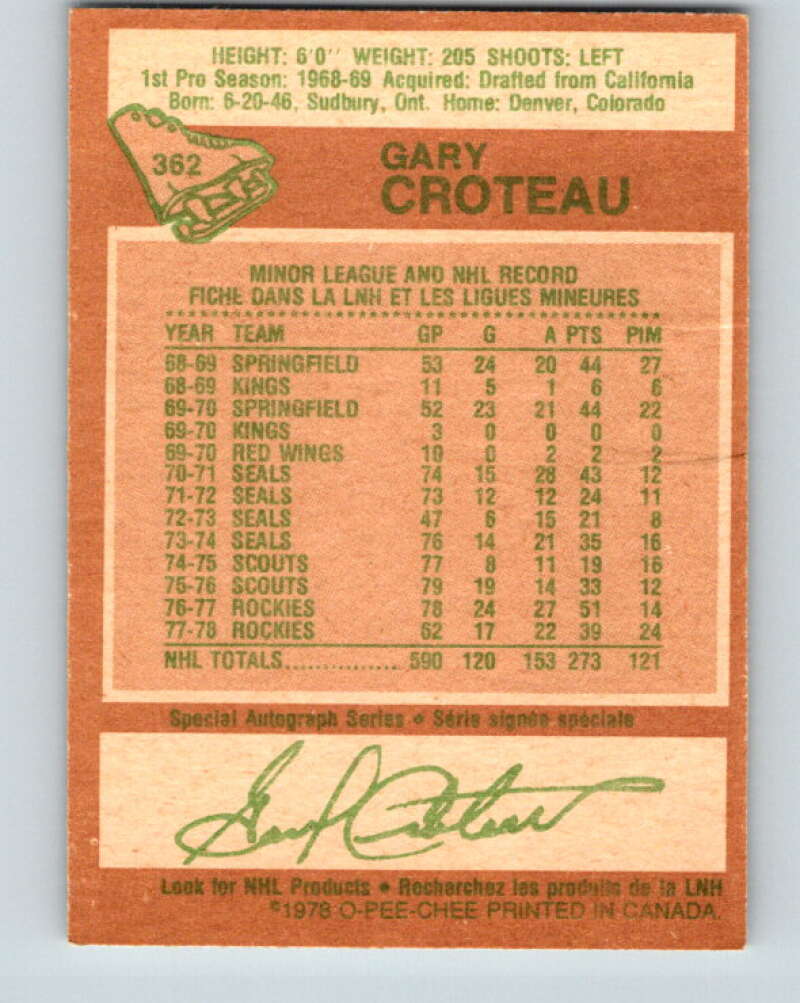 HEIGHT: 6'0'' WEIGHT: 205 SHOOTS: LEFT
1st Pro Season: 1968-69 Acquired: Drafted from California
Born: 6-20-46, Sudbury, Ont. Home: Denver, Colorado
362
GARY
CROTEAU
MINOR LEAGUE AND NHL RECORD
FICHE DANS LA LNH ET LES LIGUES MINEURES
YEAR TEAM GP G A PTS PIM
68-69 SPRINGFIELD 53 24 20 44 27
68-69 KINGS 11 5 1 6 6
69-70 SPRINGFIELD 52 23 21 44 22
69-70 KINGS 3 0 0 0 0
69-70 RED WINGS 10 0 2 2 2
70-71 SEALS 74 15 28 43 12
71-72 SEALS 73 12 12 24 11
72-73 SEALS 47 6 15 21 8
73-74 SEALS 76 14 21 35 16
74-75 SCOUTS 77 8 11 19 16
75-76 SCOUTS 79 19 14 33 12
76-77 ROCKIES 78 24 27 51 14
77-78 ROCKIES 62 17 22 39 24
NHL TOTALS............... 590 120 153 273 121
Special Autograph Series • Série signée spéciale
Gary Croteau
Look for NHL Products • Recherchez les produits de la LNH
©1978 O-PEE-CHEE PRINTED IN CANADA.